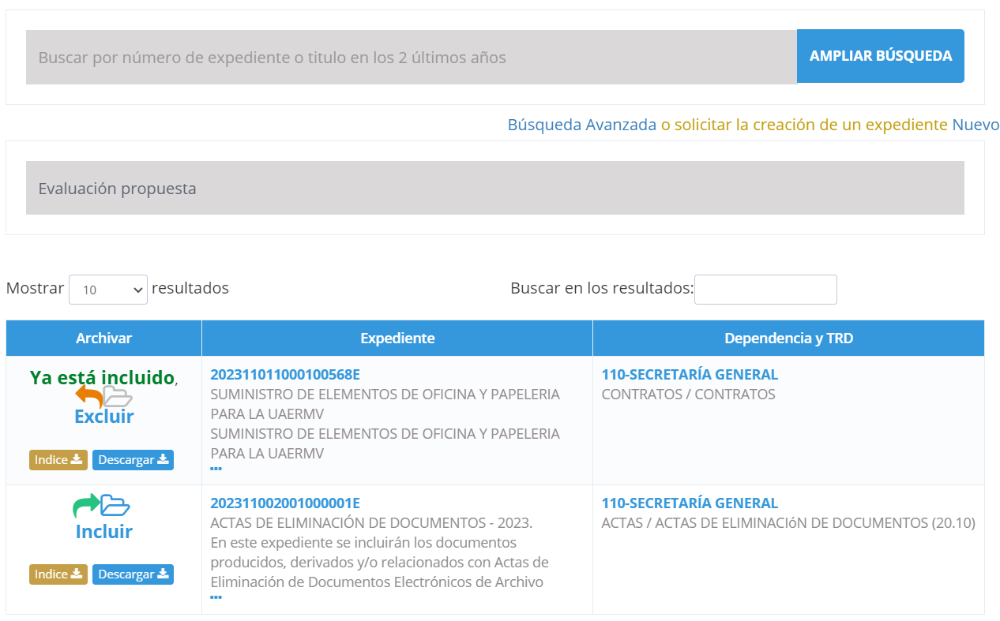 Buscar por número de expediente o titulo en los 2 últimos años
AMPLIAR BÚSQUEDA
Búsqueda Avanzada o solicitar la creación de un expediente Nuevo
Evaluación propuesta
Mostrar 10 resultados
Buscar en los resultados:
Archivar
Expediente
Dependencia y TRD
Ya está incluido,
Excluir
Indice
Descargar
202311011000100568E
SUMINISTRO DE ELEMENTOS DE OFICINA Y PAPELERIA
PARA LA UAERMV
SUMINISTRO DE ELEMENTOS DE OFICINA Y PAPELERIA
PARA LA UAERMV
...
110-SECRETARÍA GENERAL
CONTRATOS / CONTRATOS
Incluir
Indice
Descargar
202311002001000001E
ACTAS DE ELIMINACIÓN DE DOCUMENTOS - 2023.
En este expediente se incluirán los documentos
producidos, derivados y/o relacionados con Actas de
Eliminación de Documentos Electrónicos de Archivo
...
110-SECRETARÍA GENERAL
ACTAS / ACTAS DE ELIMINACIóN DE DOCUMENTOS (20.10)